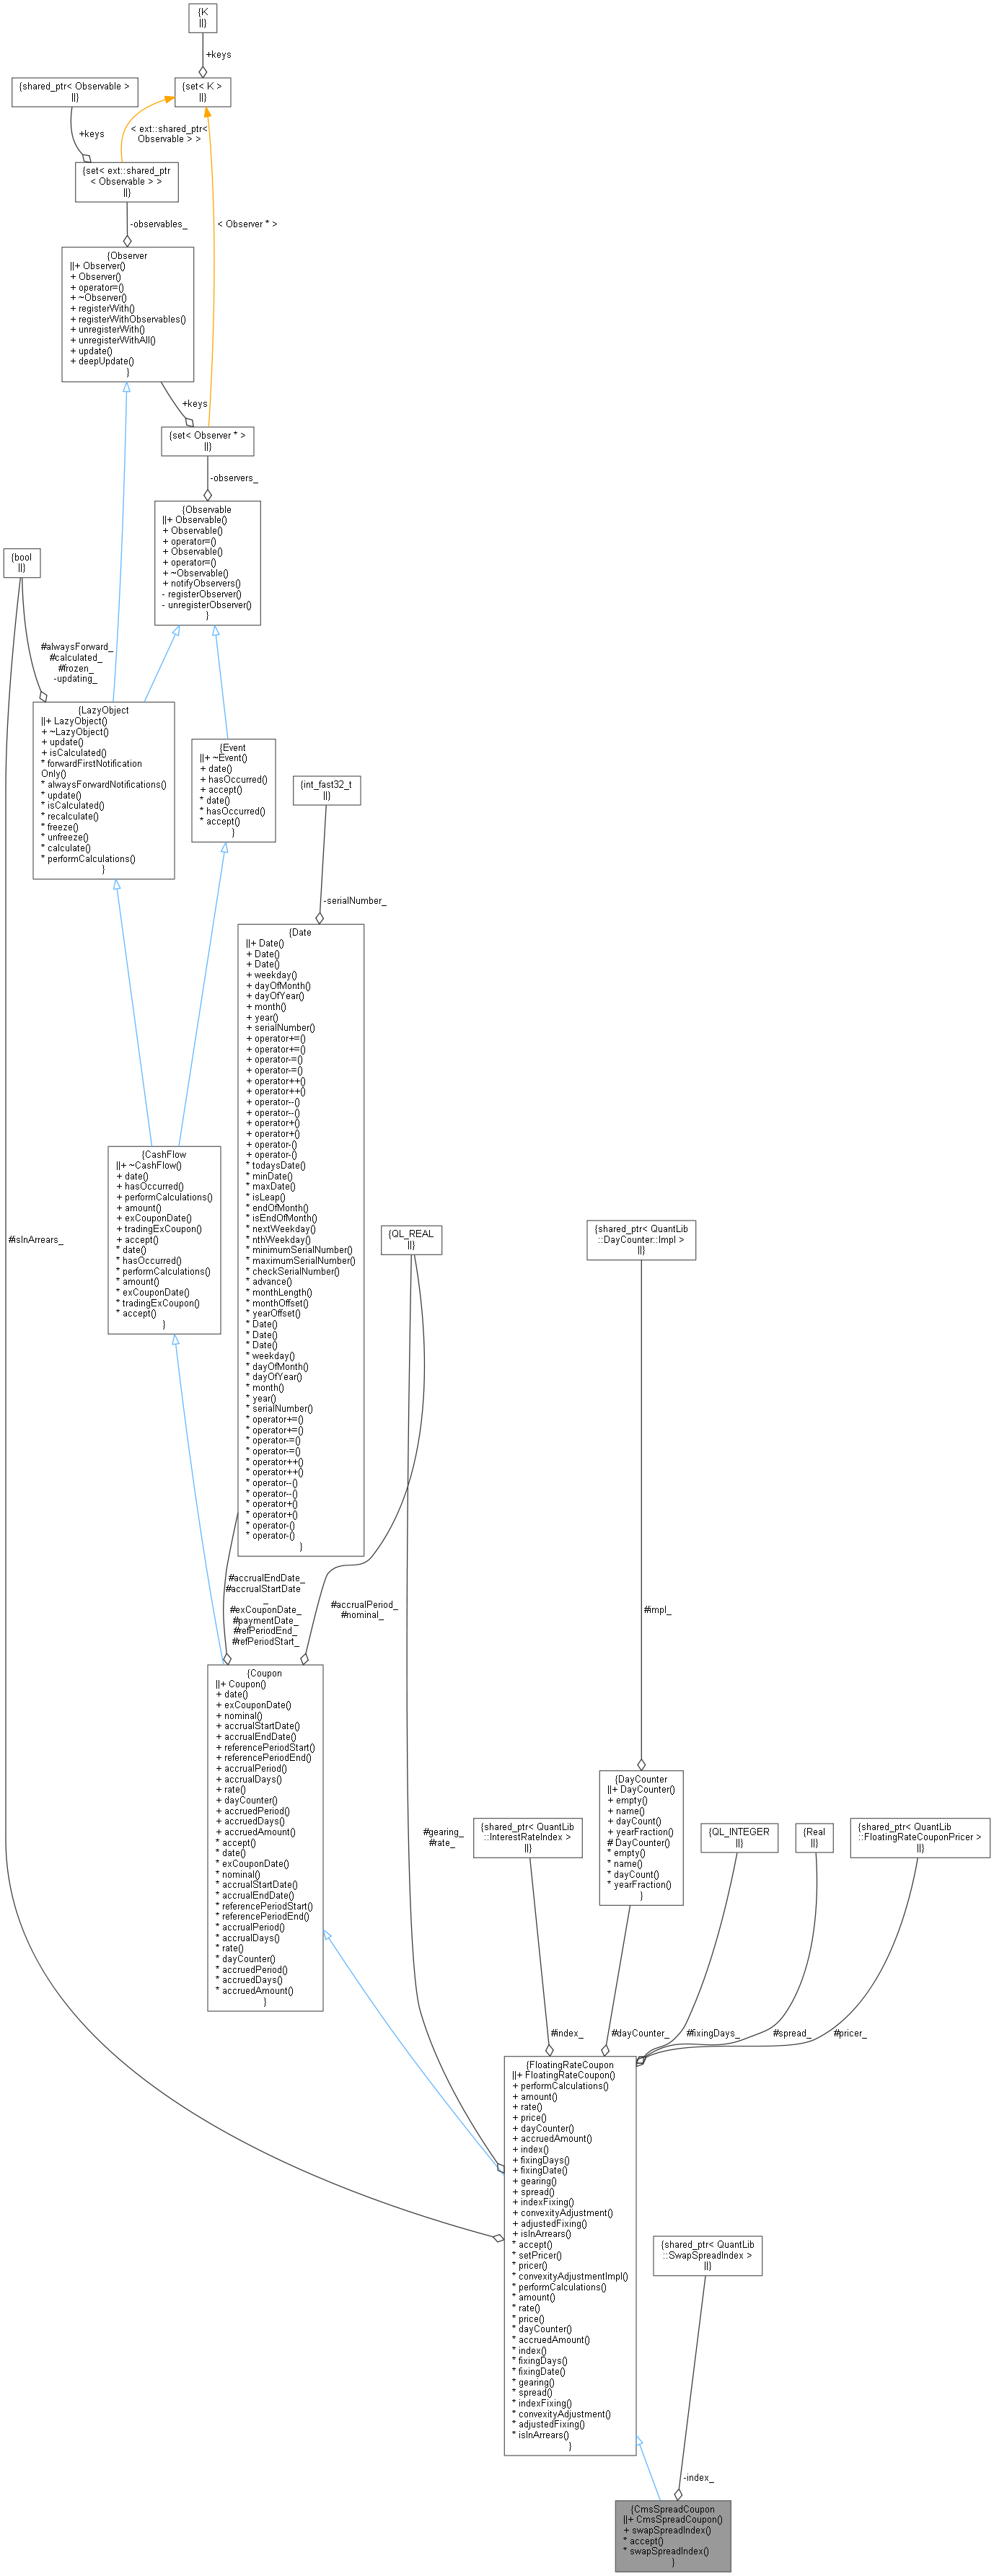 {K
||}
+keys
{shared_ptr< Observable >
||}
{set< K >
||}
+keys
< ext::shared_ptr<
Observable > >
{set< ext::shared_ptr
< Observable > >
||}
-observables_
< Observer * >
{Observer
||+ Observer()
+ Observer()
+ operator=()
+ ~Observer()
+ registerWith()
+ registerWithObservables()
+ unregisterWith()
+ unregisterWithAll()
+ update()
+ deepUpdate()
}
+keys
{set< Observer * >
||}
-observers_
{Observable
||+ Observable()
+ Observable()
+ operator=()
+ Observable()
+ operator=()
+ ~Observable()
+ notifyObservers()
- registerObserver()
- unregisterObserver()
}
{bool
||}
#alwaysForward_
#calculated_
#frozen_
-updating_
{LazyObject
||+ LazyObject()
+ ~LazyObject()
+ update()
+ isCalculated()
* forwardFirstNotification
Only()
* alwaysForwardNotifications()
* update()
* isCalculated()
* recalculate()
* freeze()
* unfreeze()
* calculate()
* performCalculations()
}
{Event
||+ ~Event()
+ date()
+ hasOccurred()
+ accept()
* date()
* hasOccurred()
* accept()
}
{int_fast32_t
||}
-serialNumber_
{Date
||+ Date()
+ Date()
+ Date()
+ weekday()
+ dayOfMonth()
+ dayOfYear()
+ month()
+ year()
+ serialNumber()
+ operator+=()
+ operator+=()
+ operator-=()
+ operator-=()
+ operator++()
+ operator++()
+ operator--()
+ operator--()
+ operator+()
+ operator+()
+ operator-()
+ operator-()
* todaysDate()
* minDate()
* maxDate()
* isLeap()
* endOfMonth()
* isEndOfMonth()
* nextWeekday()
* nthWeekday()
* minimumSerialNumber()
* maximumSerialNumber()
* checkSerialNumber()
* advance()
* monthLength()
* monthOffset()
* yearOffset()
* Date()
* Date()
* Date()
* weekday()
* dayOfMonth()
* dayOfYear()
* month()
* year()
* serialNumber()
* operator+=()
* operator+=()
* operator-=()
* operator-=()
* operator++()
* operator++()
* operator--()
* operator--()
* operator+()
* operator+()
* operator-()
* operator-()
}
{CashFlow
||+ ~CashFlow()
+ date()
+ hasOccurred()
+ performCalculations()
+ amount()
+ exCouponDate()
+ tradingExCoupon()
+ accept()
* date()
* hasOccurred()
* performCalculations()
* amount()
* exCouponDate()
* tradingExCoupon()
* accept()
}
#isInArrears_
{QL_REAL
||}
{shared_ptr< QuantLib
::DayCounter::Impl >
||}
#accrualEndDate_
#accrualStartDate
_
#exCouponDate_
#paymentDate_
#refPeriodEnd_
#refPeriodStart_
#accrualPeriod_
#nominal_
#impl_
{Coupon
||+ Coupon()
+ date()
+ exCouponDate()
+ nominal()
+ accrualStartDate()
+ accrualEndDate()
+ referencePeriodStart()
+ referencePeriodEnd()
+ accrualPeriod()
+ accrualDays()
+ rate()
+ dayCounter()
+ accruedPeriod()
+ accruedDays()
+ accruedAmount()
* accept()
* date()
* exCouponDate()
* nominal()
* accrualStartDate()
* accrualEndDate()
* referencePeriodStart()
* referencePeriodEnd()
* accrualPeriod()
* accrualDays()
* rate()
* dayCounter()
* accruedPeriod()
* accruedDays()
* accruedAmount()
}
#gearing_
#rate_
{shared_ptr< QuantLib
::InterestRateIndex >
||}
{DayCounter
||+ DayCounter()
+ empty()
+ name()
+ dayCount()
+ yearFraction()
# DayCounter()
* empty()
* name()
* dayCount()
* yearFraction()
}
{QL_INTEGER
||}
{Real
||}
{shared_ptr< QuantLib
::FloatingRateCouponPricer >
||}
#index_
#dayCounter_
#fixingDays_
#spread_
#pricer_
{FloatingRateCoupon
||+ FloatingRateCoupon()
+ performCalculations()
+ amount()
+ rate()
+ price()
+ dayCounter()
+ accruedAmount()
+ index()
+ fixingDays()
+ fixingDate()
+ gearing()
+ spread()
+ indexFixing()
+ convexityAdjustment()
+ adjustedFixing()
+ isInArrears()
* accept()
* setPricer()
* pricer()
* convexityAdjustmentImpl()
* performCalculations()
* amount()
* rate()
* price()
* dayCounter()
* accruedAmount()
* index()
* fixingDays()
* fixingDate()
* gearing()
* spread()
* indexFixing()
* convexityAdjustment()
* adjustedFixing()
* isInArrears()
}
{shared_ptr< QuantLib
::SwapSpreadIndex >
||}
-index_
{CmsSpreadCoupon
||+ CmsSpreadCoupon()
+ swapSpreadIndex()
* accept()
* swapSpreadIndex()
}